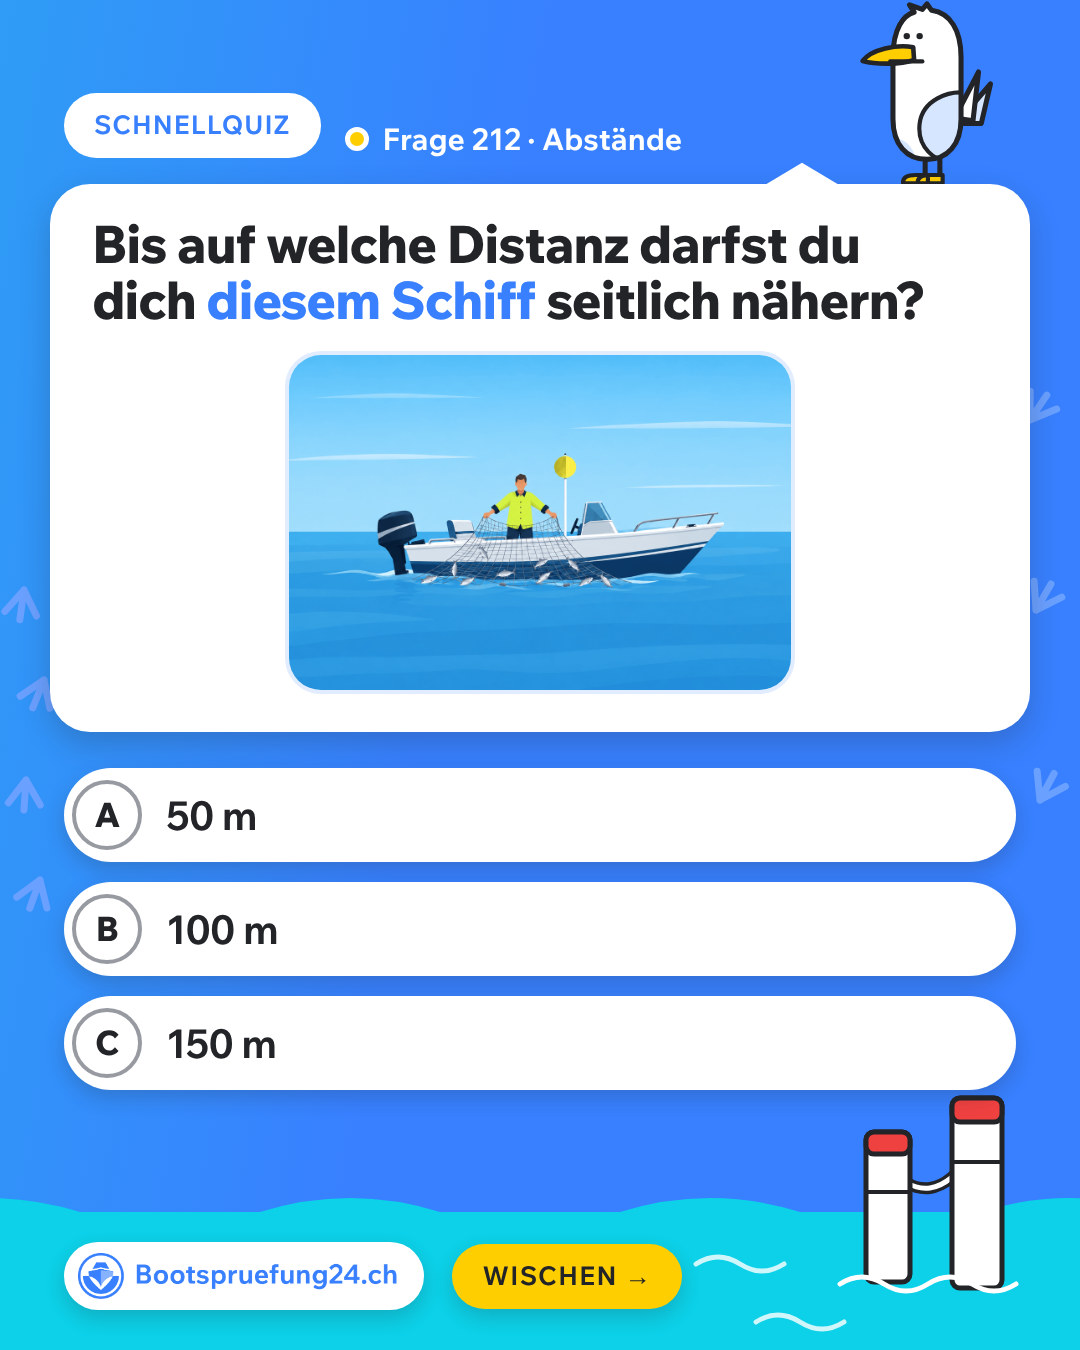 SCHNELLQUIZ
Frage 212 · Abstände
Bis auf welche Distanz darfst du
dich diesem Schiff seitlich nähern?
A 50 m
B 100 m
C 150 m
Bootspruefung24.ch
WISCHEN →